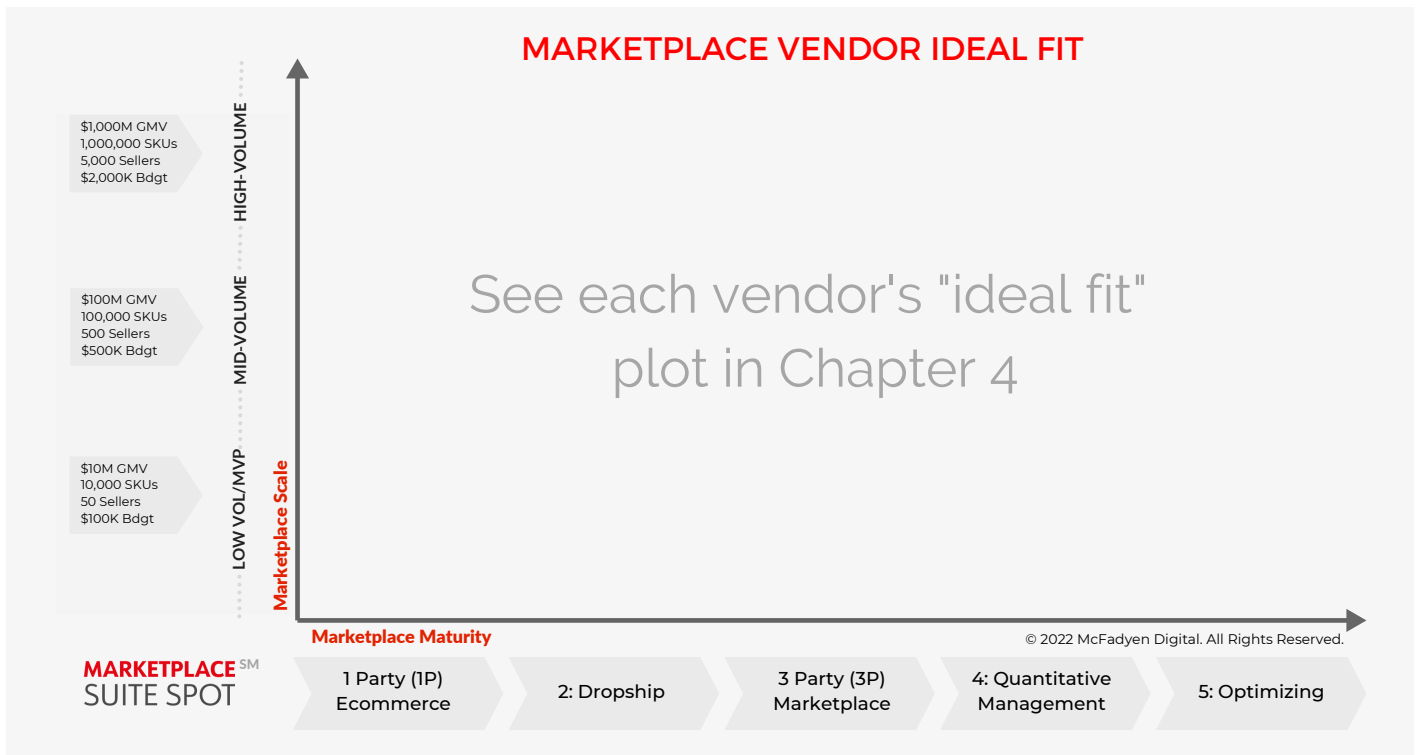 MARKETPLACE VENDOR IDEAL FIT
$1,000M GMV
1,000,000 SKUs
5,000 Sellers
$2,000K Bdgt
HIGH-VOLUME
$100M GMV
100,000 SKUs
500 Sellers
$500K Bdgt
MID-VOLUME
See each vendor's "ideal fit"
plot in Chapter 4
$10M GMV
10,000 SKUs
50 Sellers
$100K Bdgt
LOW VOL/MVP
Marketplace Scale
Marketplace Maturity
© 2022 McFadyen Digital. All Rights Reserved.
MARKETPLACE SM
SUITE SPOT
1 Party (1P)
Ecommerce
2: Dropship
3 Party (3P)
Marketplace
4: Quantitative
Management
5: Optimizing